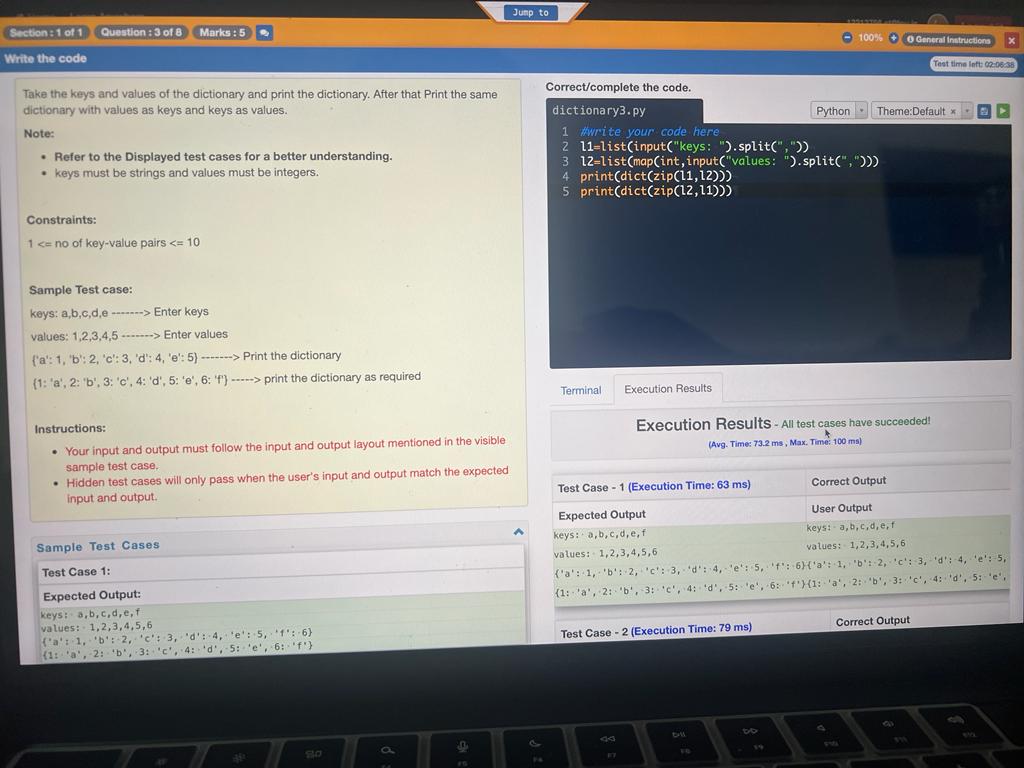 Jump to
Section : 1 of 1 Question : 3 of 8 Marks : 5
100% General Instructions
Write the code
Test time left: 02:06:38
Take the keys and values of the dictionary and print the dictionary. After that Print the same
dictionary with values as keys and keys as values.
Note:
• Refer to the Displayed test cases for a better understanding.
• keys must be strings and values must be integers.
Constraints:
1 <= no of key-value pairs <= 10
Sample Test case:
keys: a,b,c,d,e -------> Enter keys
values: 1,2,3,4,5 -------> Enter values
{'a': 1, 'b': 2, 'c': 3, 'd': 4, 'e': 5} -------> Print the dictionary
{1: 'a', 2: 'b', 3: 'c', 4: 'd', 5: 'e', 6: 'f'} -----> print the dictionary as required
Instructions:
• Your input and output must follow the input and output layout mentioned in the visible
sample test case.
• Hidden test cases will only pass when the user's input and output match the expected
input and output.
Sample Test Cases
Test Case 1:
Expected Output:
keys:· a,b,c,d,e,f
values:· 1,2,3,4,5,6
{'a':·1,·'b':·2,·'c':·3,·'d':·4,·'e':·5,·'f':·6}
{1:·'a',·2:·'b',·3:·'c',·4:·'d',·5:·'e',·6:·'f'}
Correct/complete the code.
dictionary3.py
Python Theme:Default ×
1 #write your code here
2 l1=list(input("keys: ").split(","))
3 l2=list(map(int,input("values: ").split(",")))
4 print(dict(zip(l1,l2)))
5 print(dict(zip(l2,l1)))
Terminal Execution Results
Execution Results - All test cases have succeeded!
(Avg. Time: 73.2 ms , Max. Time: 100 ms)
Test Case - 1 (Execution Time: 63 ms) Correct Output
Expected Output User Output
keys:· a,b,c,d,e,f keys:· a,b,c,d,e,f
values:· 1,2,3,4,5,6 values:· 1,2,3,4,5,6
{'a':·1,·'b':·2,·'c':·3,·'d':·4,·'e':·5,·'f':·6} {'a':·1,·'b':·2,·'c':·3,·'d':·4,·'e':·5,
{1:·'a',·2:·'b',·3:·'c',·4:·'d',·5:·'e',·6:·'f'} {1:·'a',·2:·'b',·3:·'c',·4:·'d',·5:·'e',
Test Case - 2 (Execution Time: 79 ms) Correct Output
F5 F6 F7 F8 F9 F10 F11 F12